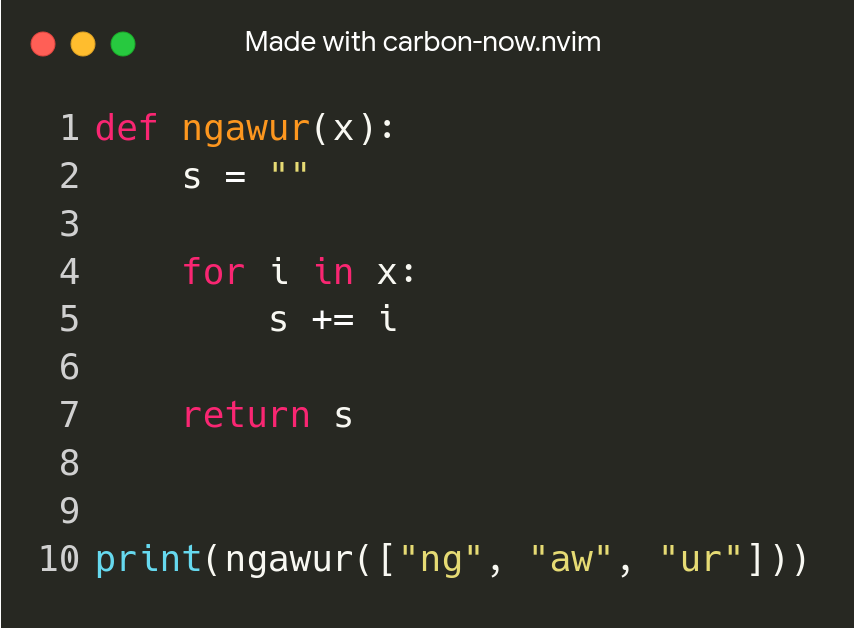 Made with carbon-now.nvim
1 def ngawur(x):
2     s = ""
3
4     for i in x:
5         s += i
6
7     return s
8
9
10 print(ngawur(["ng", "aw", "ur"]))